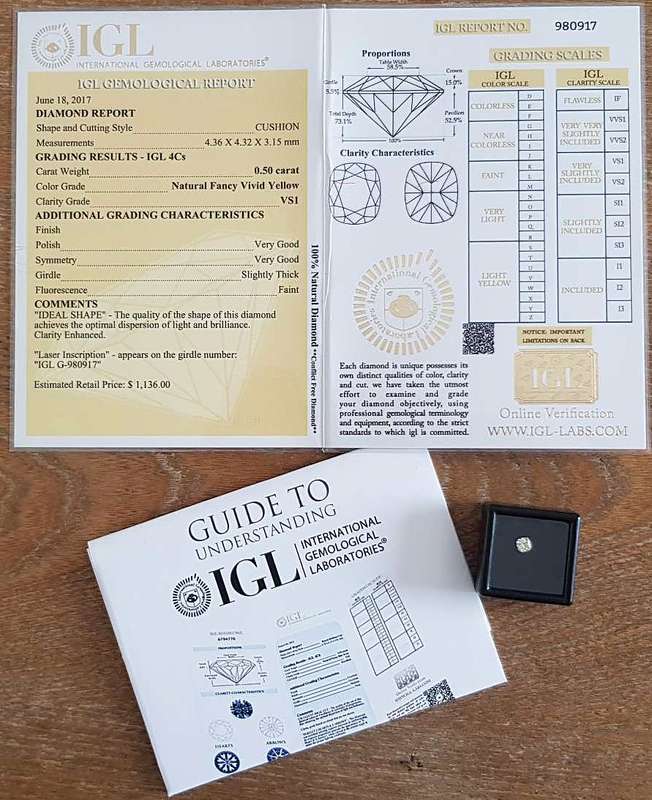 IGL
INTERNATIONAL GEMOLOGICAL LABORATORIES®
IGL GEMOLOGICAL REPORT
June 18, 2017
DIAMOND REPORT
Shape and Cutting Style CUSHION
Measurements 4.36 X 4.32 X 3.15 mm
GRADING RESULTS - IGL 4Cs
Carat Weight 0.50 carat
Color Grade Natural Fancy Vivid Yellow
Clarity Grade VS1
ADDITIONAL GRADING CHARACTERISTICS
Finish
Polish Very Good
Symmetry Very Good
Girdle Slightly Thick
Fluorescence Faint
COMMENTS
"IDEAL SHAPE" - The quality of the shape of this diamond
achieves the optimal dispersion of light and brilliance.
Clarity Enhanced.
"Laser Inscription" - appears on the girdle number:
"IGL G-980917"
Estimated Retail Price: $ 1,136.00
100% Natural Diamond **Conflict Free Diamond**
IGL REPORT NO. 980917
Proportions
Table Width
58.5%
Crown
15.0%
Girdle
5.5%
Total Depth
73.1%
Pavilion
52.9%
100%
Clarity Characteristics
International Gemological Laboratories
Each diamond is unique possesses its
own distinct qualities of color, clarity
and cut. we have taken the utmost
effort to examine and grade
your diamond objectively, using
professional gemological terminology
and equipment, according to the strict
standards to which igl is committed.
GRADING SCALES
IGL
COLOR SCALE
COLORLESS
D
E
F
NEAR
COLORLESS
G
H
I
J
FAINT
K
L
M
VERY
LIGHT
N
O
P
Q
R
LIGHT
YELLOW
S
T
U
V
W
X
Y
Z
IGL
CLARITY SCALE
FLAWLESS IF
VERY VERY
SLIGHTLY
INCLUDED
VVS1
VVS2
VERY
SLIGHTLY
INCLUDED
VS1
VS2
SLIGHTLY
INCLUDED
SI1
SI2
SI3
INCLUDED
I1
I2
I3
NOTICE: IMPORTANT
LIMITATIONS ON BACK
IGL
Online Verification
WWW.IGL-LABS.COM
GUIDE TO
UNDERSTANDING
IGL
INTERNATIONAL
GEMOLOGICAL
LABORATORIES®
PROPORTIONS
CLARITY CHARACTERISTICS
HEARTS
ARROWS